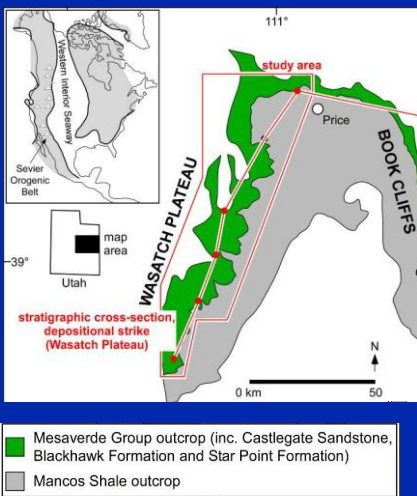 111°
study area
Price
Western Interior Seaway
Sevier
Orogenic
Belt
WASATCH PLATEAU
BOOK CLIFFS
map
area
Utah
39°
stratigraphic cross-section,
depositional strike
(Wasatch Plateau)
N
0 km
50
Mesaverde Group outcrop (inc. Castlegate Sandstone,
Blackhawk Formation and Star Point Formation)
Mancos Shale outcrop